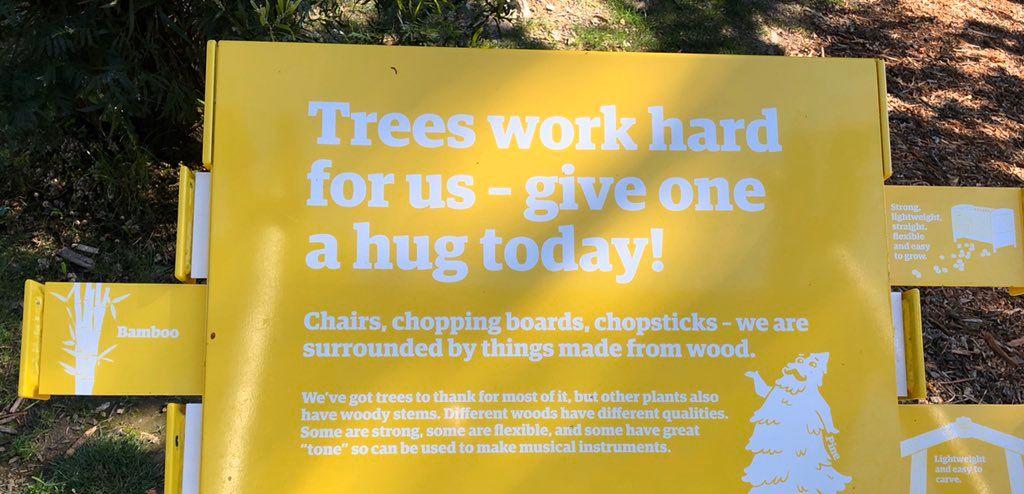 Trees work hard
for us – give one
a hug today!
Chairs, chopping boards, chopsticks – we are
surrounded by things made from wood.
We've got trees to thank for most of it, but other plants also
have woody stems. Different woods have different qualities.
Some are strong, some are flexible, and some have great
“tone” so can be used to make musical instruments.
Bamboo
Pine
Strong,
lightweight,
straight,
flexible
and easy
to grow.
Lightweight
and easy to
carve.